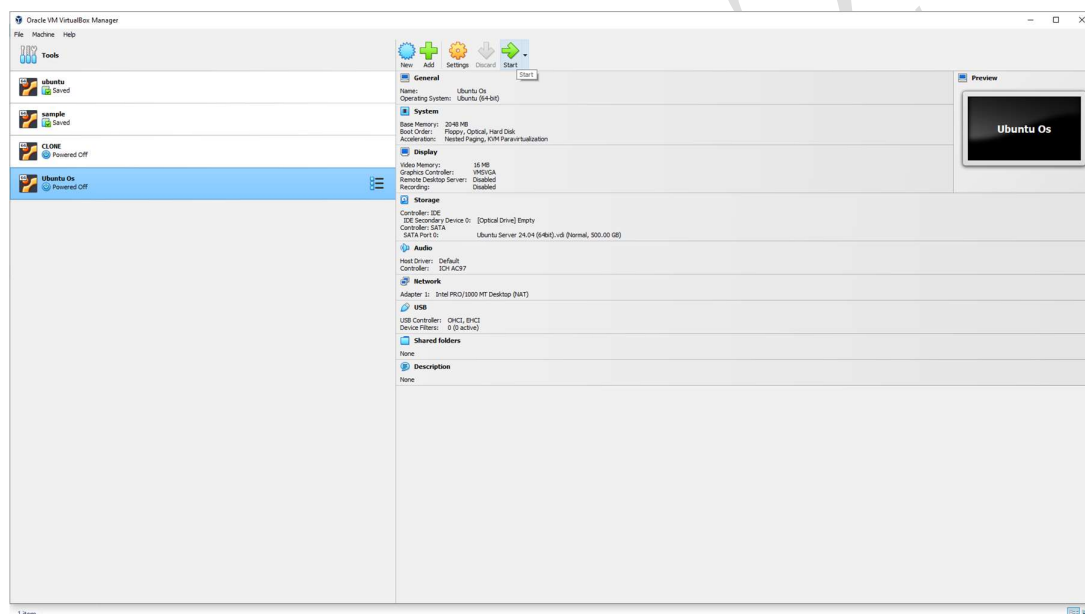 Oracle VM VirtualBox Manager
File Machine Help
Tools
ubuntu
Saved
sample
Saved
CLONE
Powered Off
Ubuntu Os
Powered Off
New Add Settings Discard Start
Start
General
Name: Ubuntu Os
Operating System: Ubuntu (64-bit)
System
Base Memory: 2048 MB
Boot Order: Floppy, Optical, Hard Disk
Acceleration: Nested Paging, KVM Paravirtualization
Display
Video Memory: 16 MB
Graphics Controller: VMSVGA
Remote Desktop Server: Disabled
Recording: Disabled
Storage
Controller: IDE
IDE Secondary Device 0: [Optical Drive] Empty
Controller: SATA
SATA Port 0: Ubuntu Server 24.04 (64bit).vdi (Normal, 500.00 GB)
Audio
Host Driver: Default
Controller: ICH AC97
Network
Adapter 1: Intel PRO/1000 MT Desktop (NAT)
USB
USB Controller: OHCI, EHCI
Device Filters: 0 (0 active)
Shared folders
None
Description
None
Preview
Ubuntu Os
1 item